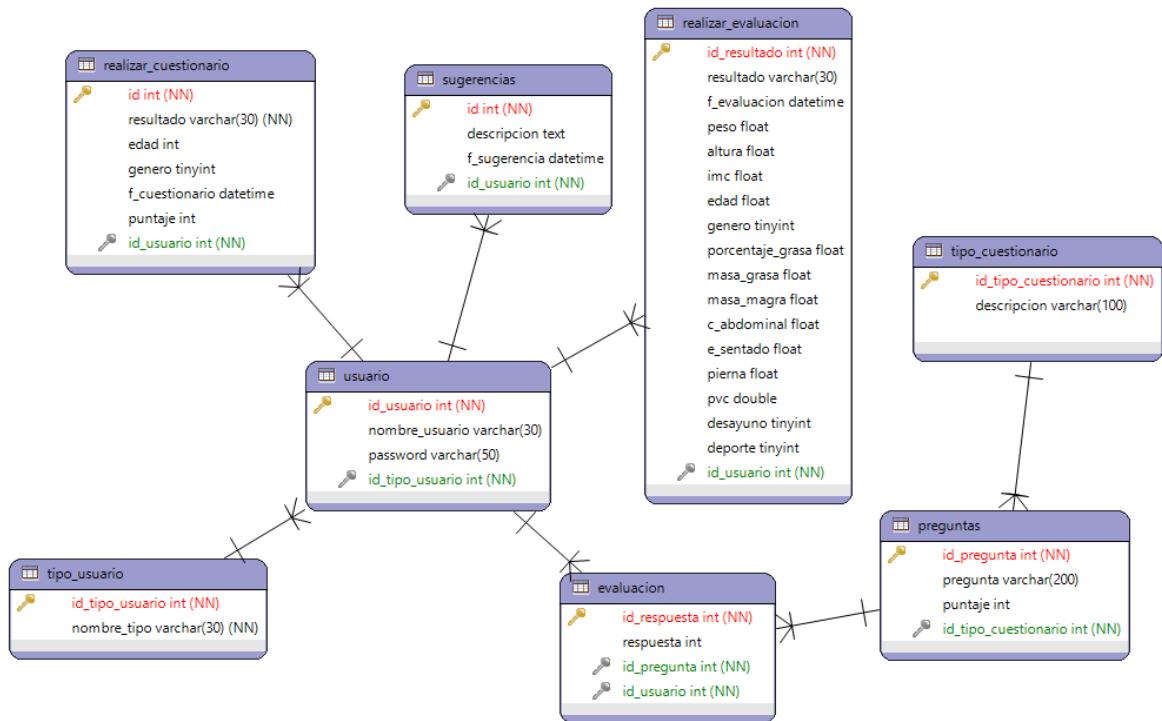 realizar_cuestionario
id int (NN)
resultado varchar(30) (NN)
edad int
genero tinyint
f_cuestionario datetime
puntaje int
id_usuario int (NN)
sugerencias
id int (NN)
descripcion text
f_sugerencia datetime
id_usuario int (NN)
realizar_evaluacion
id_resultado int (NN)
resultado varchar(30)
f_evaluacion datetime
peso float
altura float
imc float
edad float
genero tinyint
porcentaje_grasa float
masa_grasa float
masa_magra float
c_abdominal float
e_sentado float
pierna float
pvc double
desayuno tinyint
deporte tinyint
id_usuario int (NN)
tipo_cuestionario
id_tipo_cuestionario int (NN)
descripcion varchar(100)
usuario
id_usuario int (NN)
nombre_usuario varchar(30)
password varchar(50)
id_tipo_usuario int (NN)
tipo_usuario
id_tipo_usuario int (NN)
nombre_tipo varchar(30) (NN)
evaluacion
id_respuesta int (NN)
respuesta int
id_pregunta int (NN)
id_usuario int (NN)
preguntas
id_pregunta int (NN)
pregunta varchar(200)
puntaje int
id_tipo_cuestionario int (NN)